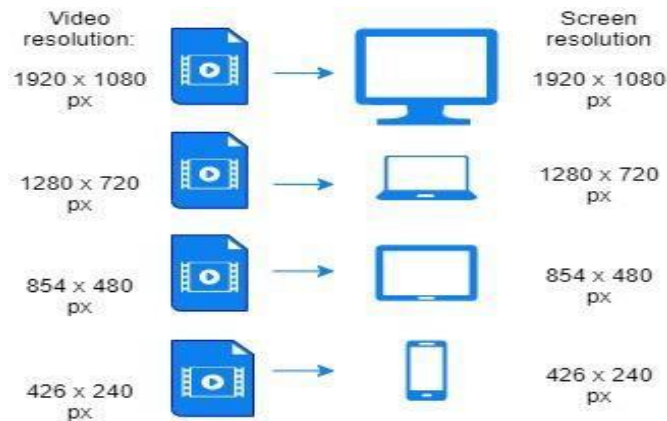 Video
resolution:
1920 x 1080
px
1280 x 720
px
854 x 480
px
426 x 240
px
Screen
resolution
1920 x 1080
px
1280 x 720
px
854 x 480
px
426 x 240
px